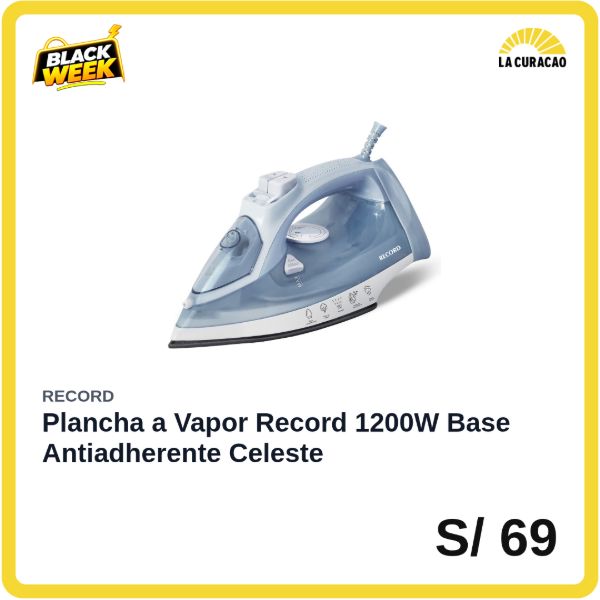 BLACK
WEEK
LA CURACAO
RECORD
RECORD
Plancha a Vapor Record 1200W Base
Antiadherente Celeste
S/ 69